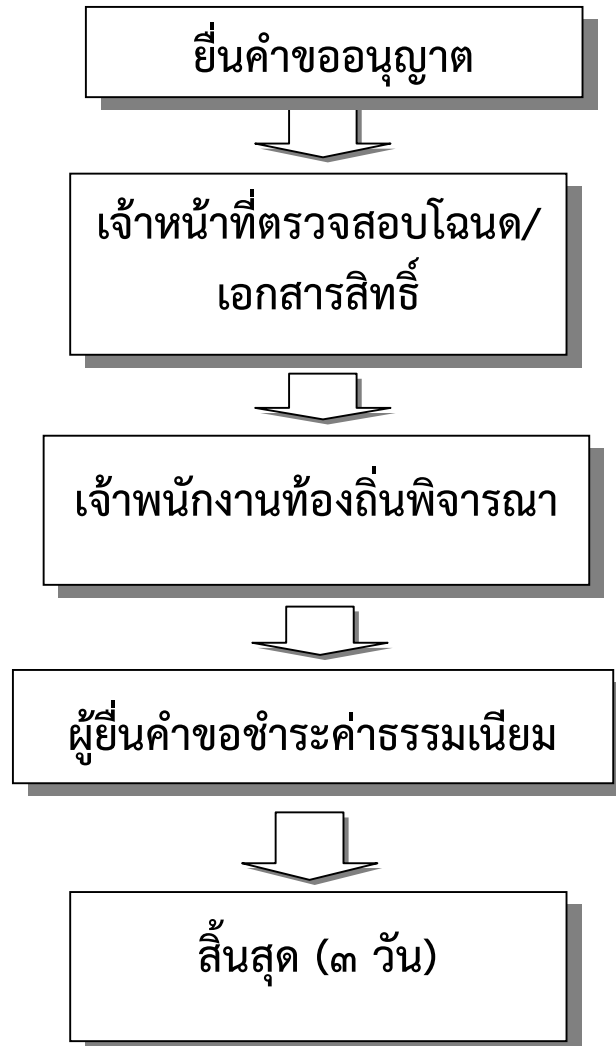 ยื่นคำขออนุญาต
เจ้าหน้าที่ตรวจสอบโฉนด/
เอกสารสิทธิ์
เจ้าพนักงานท้องถิ่นพิจารณา
ผู้ยื่นคำขอชำระค่าธรรมเนียม
สิ้นสุด (๓ วัน)